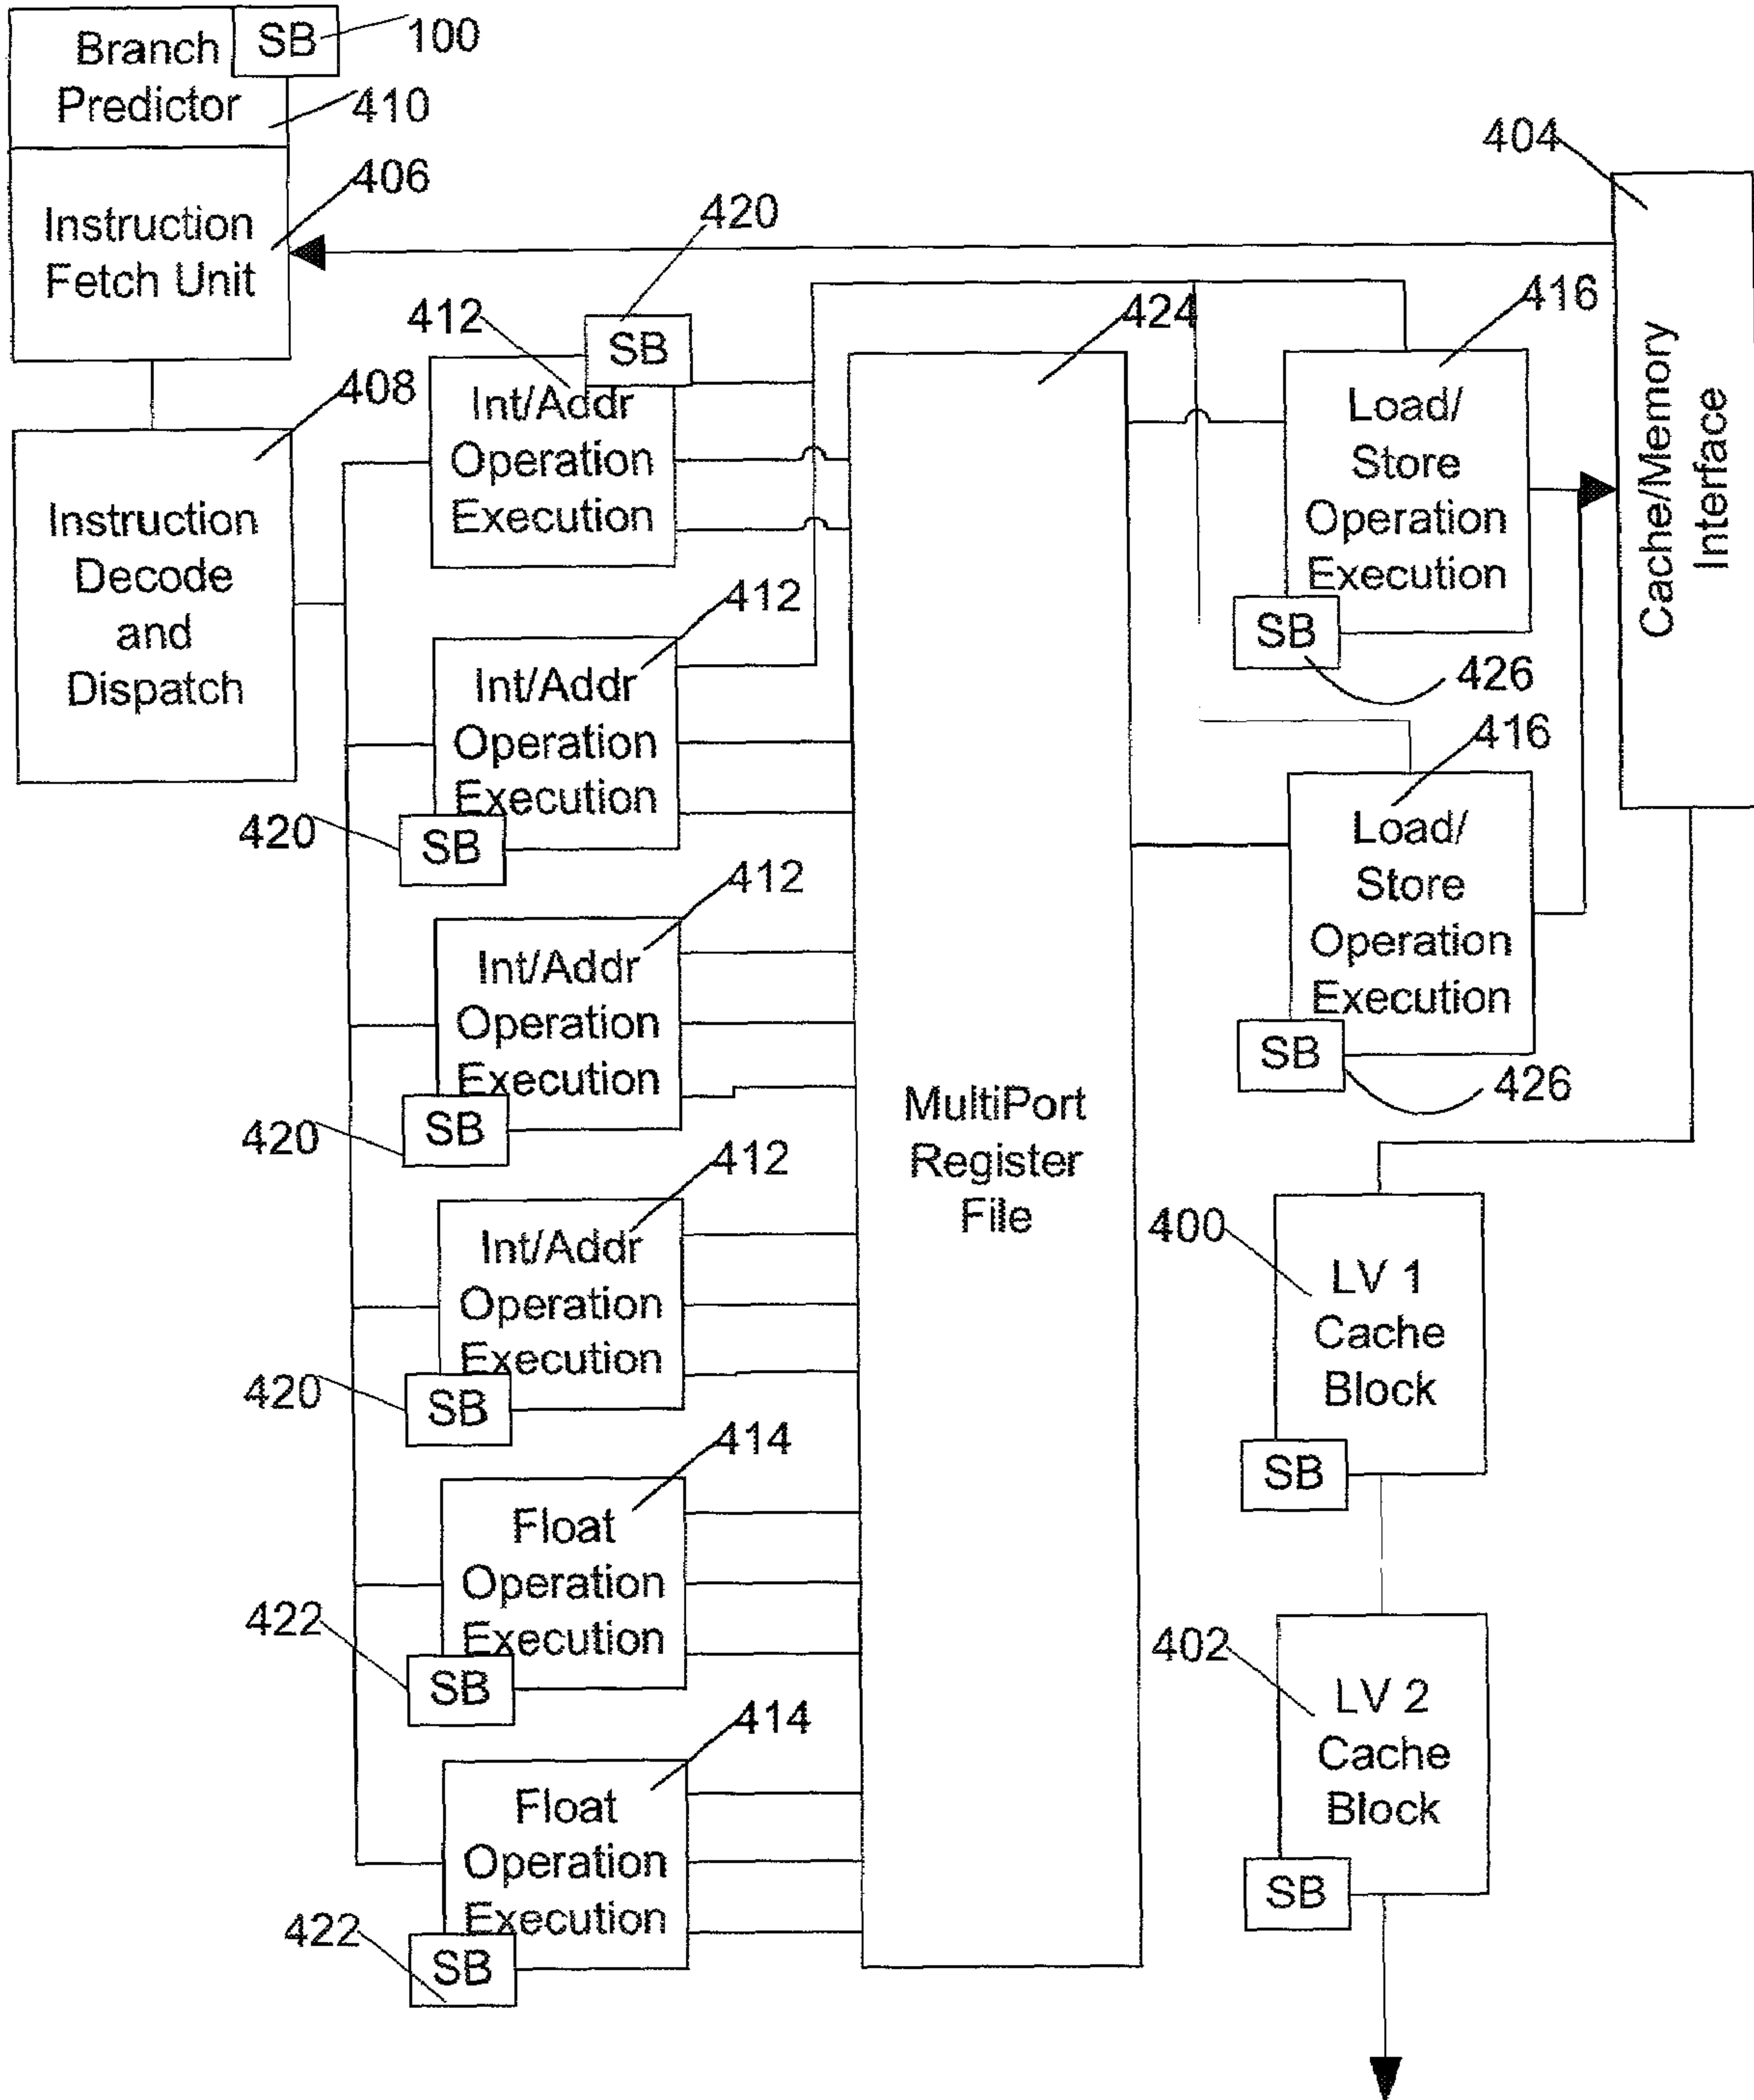 Branch
Predictor
SB
100
410
Instruction
Fetch Unit
406
Instruction
Decode
and
Dispatch
408
420
412
SB
Int/Addr
Operation
Execution
412
Int/Addr
Operation
Execution
420
SB
412
Int/Addr
Operation
Execution
420
SB
412
Int/Addr
Operation
Execution
420
SB
414
Float
Operation
Execution
422
SB
414
Float
Operation
Execution
422
SB
424
MultiPort
Register
File
416
Load/
Store
Operation
Execution
SB
426
416
Load/
Store
Operation
Execution
SB
426
404
Cache/Memory
Interface
400
LV 1
Cache
Block
SB
402
LV 2
Cache
Block
SB